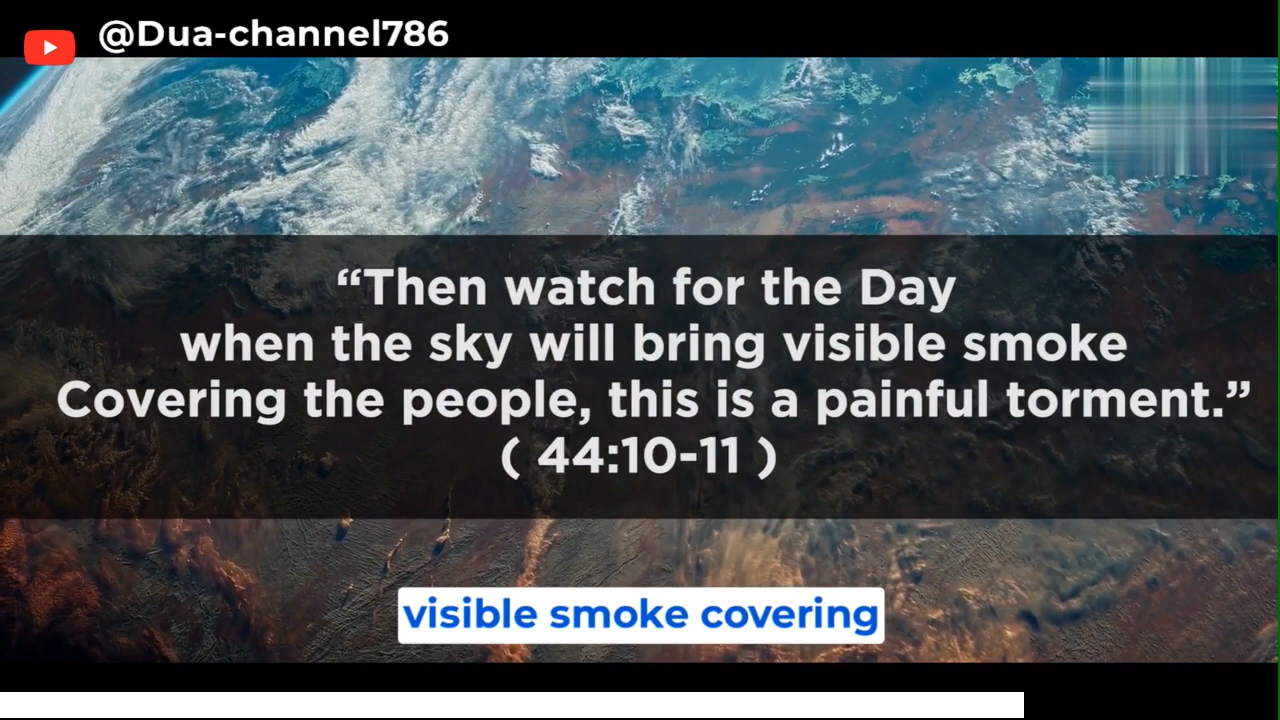 @Dua-channel786
“Then watch for the Day
when the sky will bring visible smoke
Covering the people, this is a painful torment.”
( 44:10-11 )
visible smoke covering